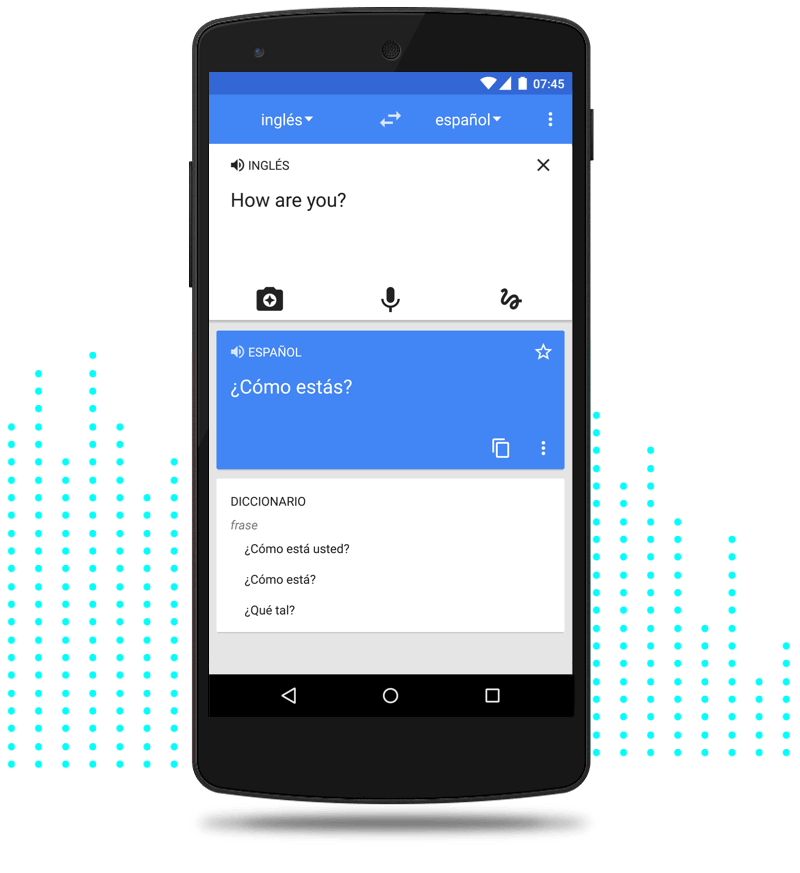 07:45
inglés español
INGLÉS
How are you?
ESPAÑOL
¿Cómo estás?
DICCIONARIO
frase
¿Cómo está usted?
¿Cómo está?
¿Qué tal?